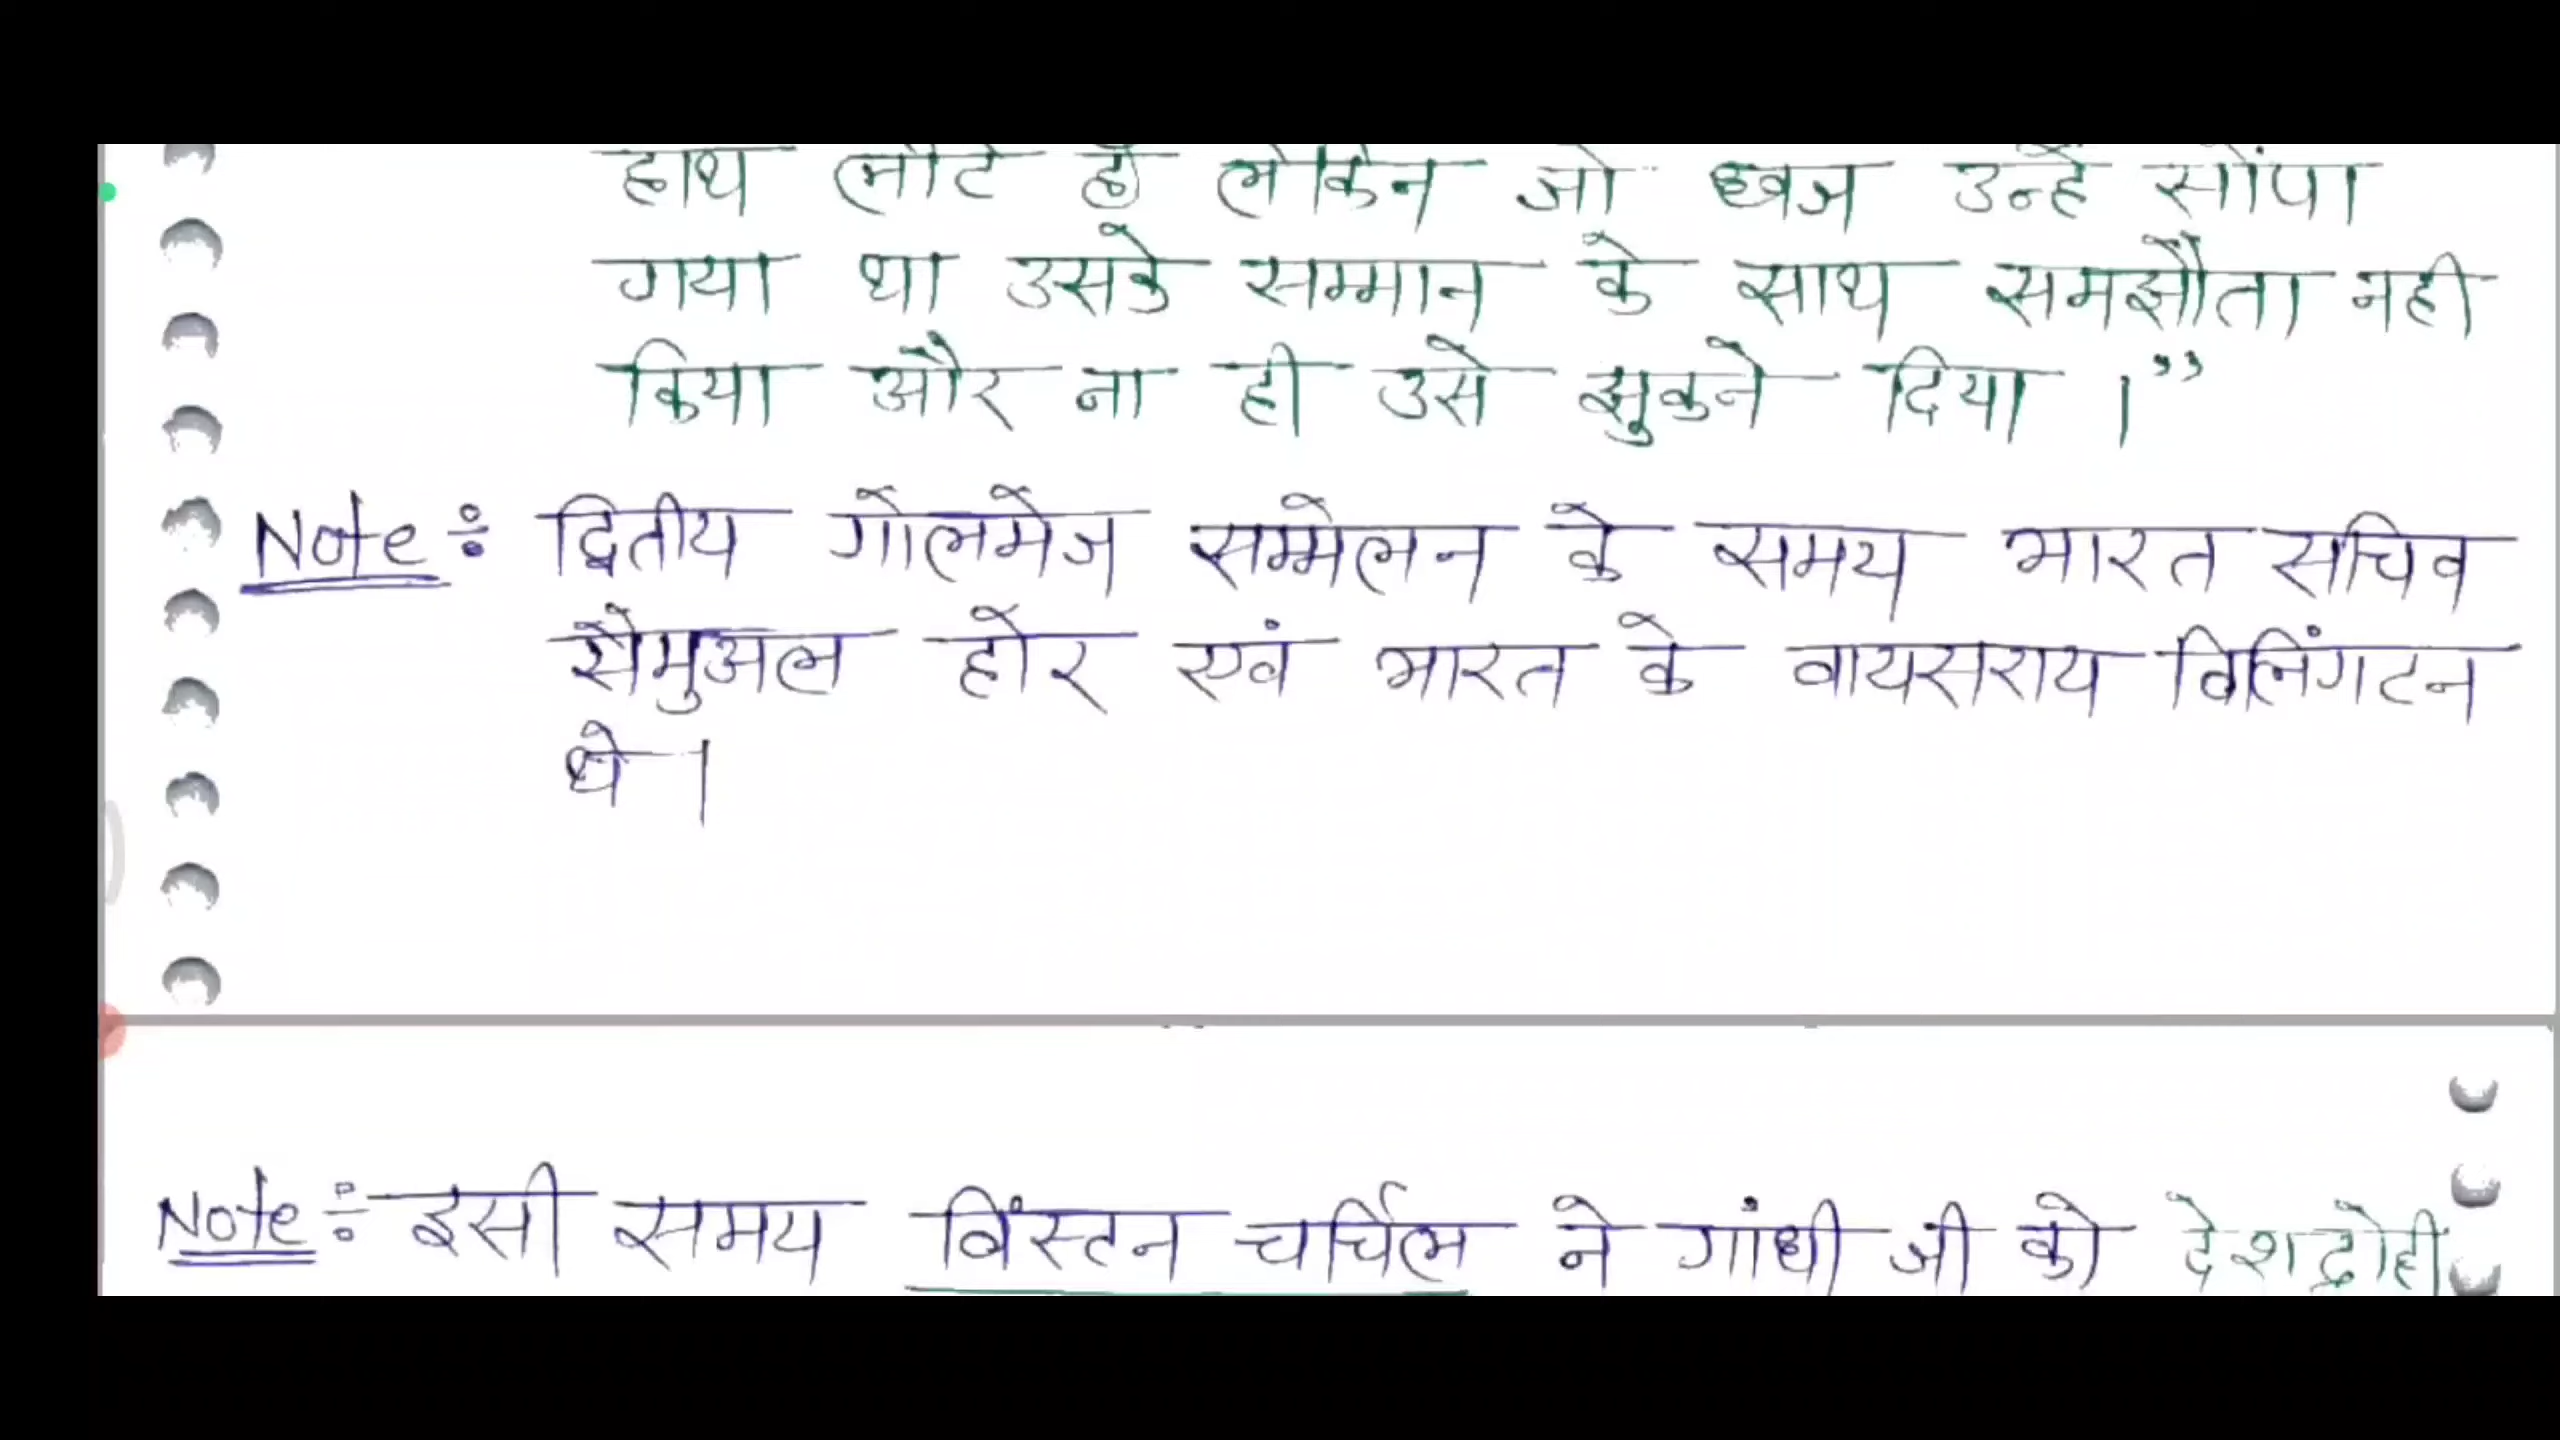 हाथ लौटे हों लेकिन जो ध्वज उन्हें सौंपा
गया था उसके सम्मान के साथ समझौता नही
किया और ना ही उसे झुकने दिया ।”
Note : द्वितीय गोलमेज सम्मेलन के समय भारत सचिव
सैमुअल होर एवं भारत के वायसराय विलिंगटन
थे ।
Note : इसी समय विंस्टन चर्चिल ने गांधी जी को देशद्रोही